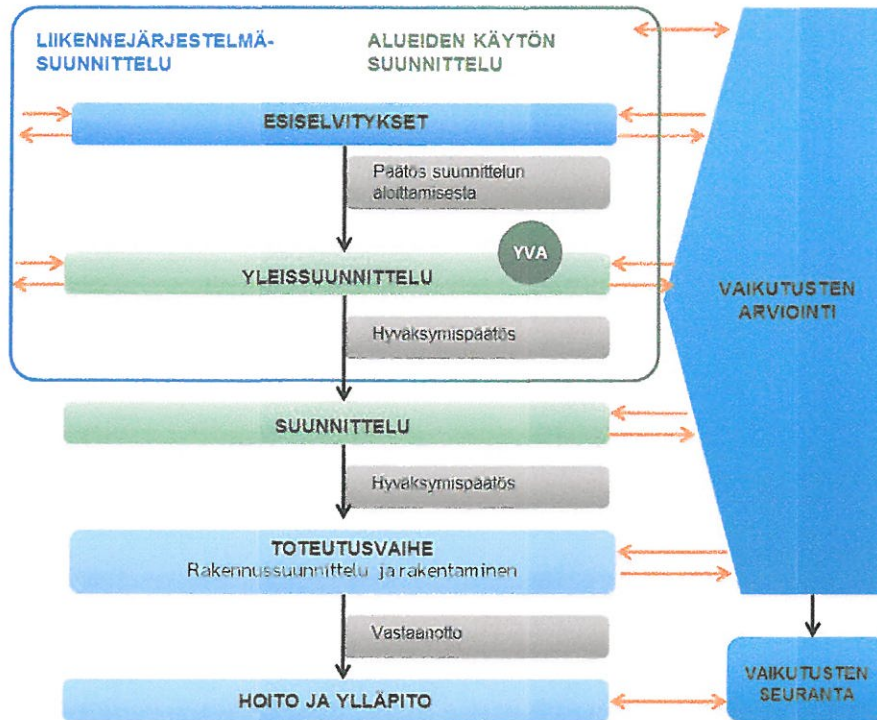 LIIKENNEJÄRJESTELMÄ-
SUUNNITTELU
ALUEIDEN KÄYTÖN
SUUNNITTELU
ESISELVITYKSET
Päätös suunnittelun
aloittamisesta
YVA
YLEISSUUNNITTELU
VAIKUTUSTEN
ARVIOINTI
Hyväksymispäätös
SUUNNITTELU
Hyväksymispäätös
TOTEUTUSVAIHE
Rakennussuunnittelu ja rakentaminen
Vastaanotto
VAIKUTUSTEN
SEURANTA
HOITO JA YLLÄPITO